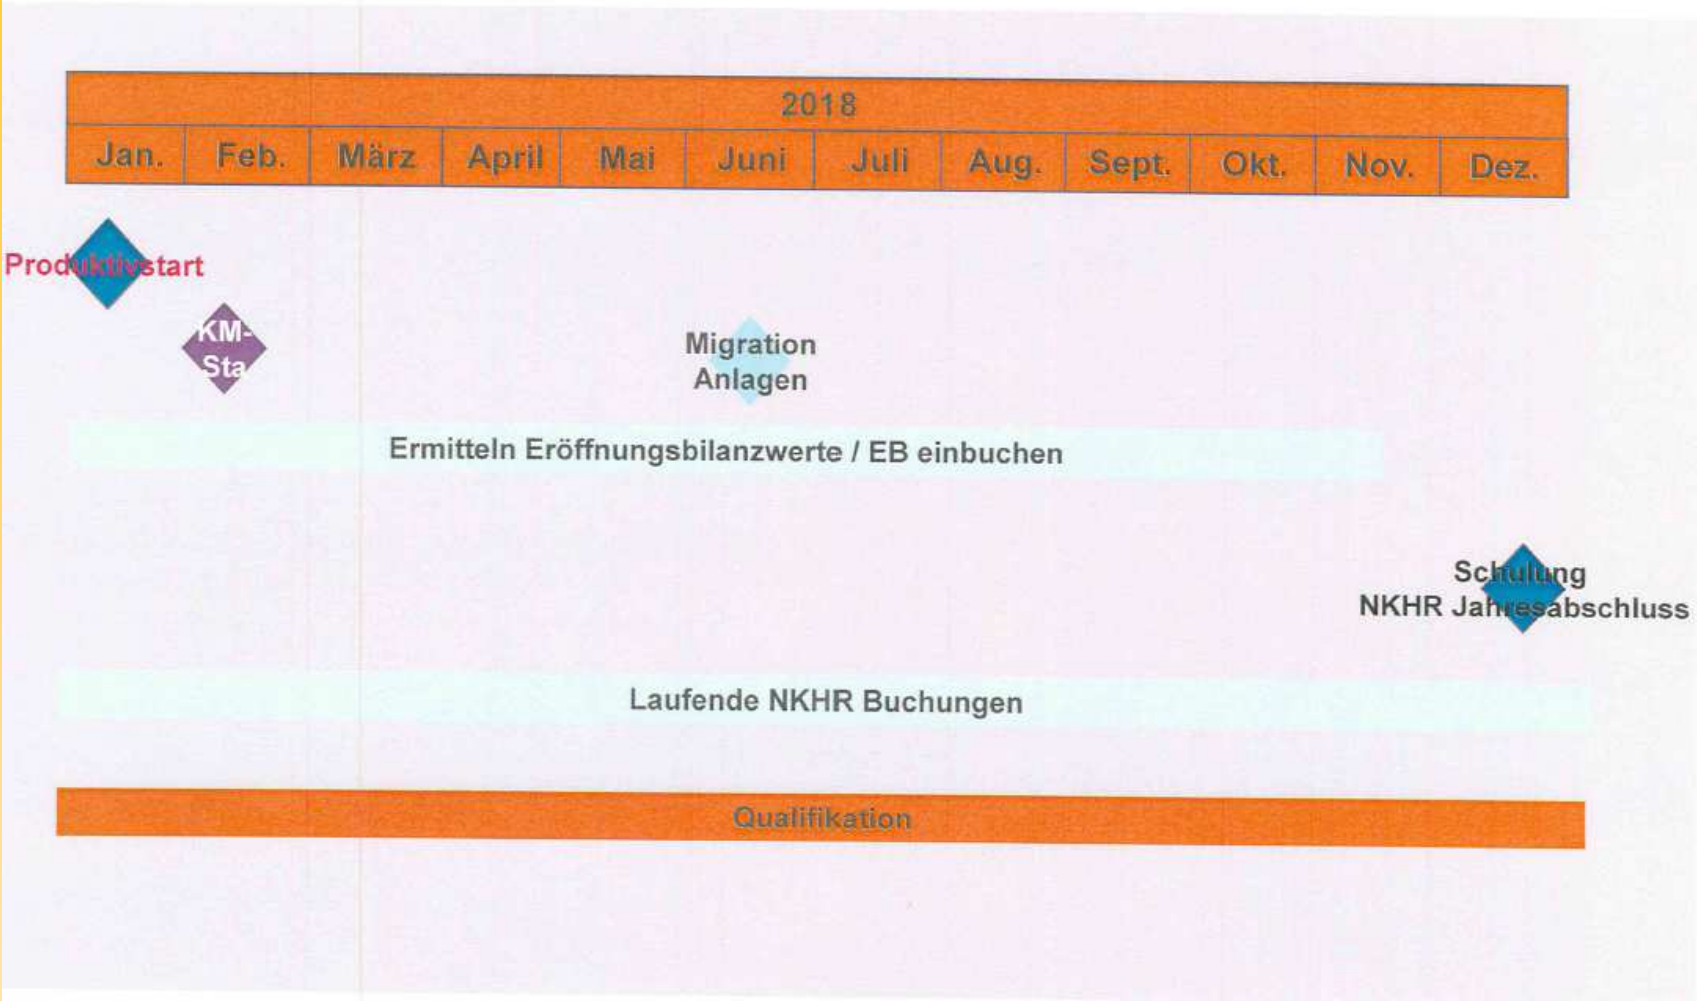 2018
Jan. Feb. März April Mai Juni Juli Aug. Sept. Okt. Nov. Dez.
Produktivstart
KM-
Sta
Migration
Anlagen
Ermitteln Eröffnungsbilanzwerte / EB einbuchen
Schulung
NKHR Jahresabschluss
Laufende NKHR Buchungen
Qualifikation